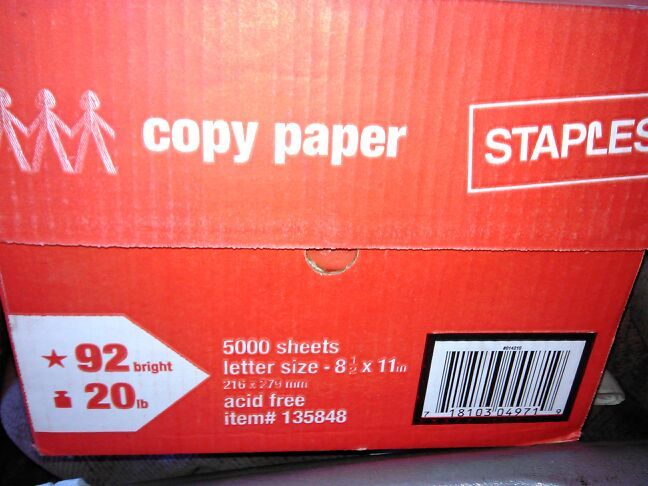 copy paper
STAPLES
92 bright
20 lb
5000 sheets
letter size - 8 1/2 x 11 in
216 x 279 mm
acid free
item# 135848
7 18103 04971 9